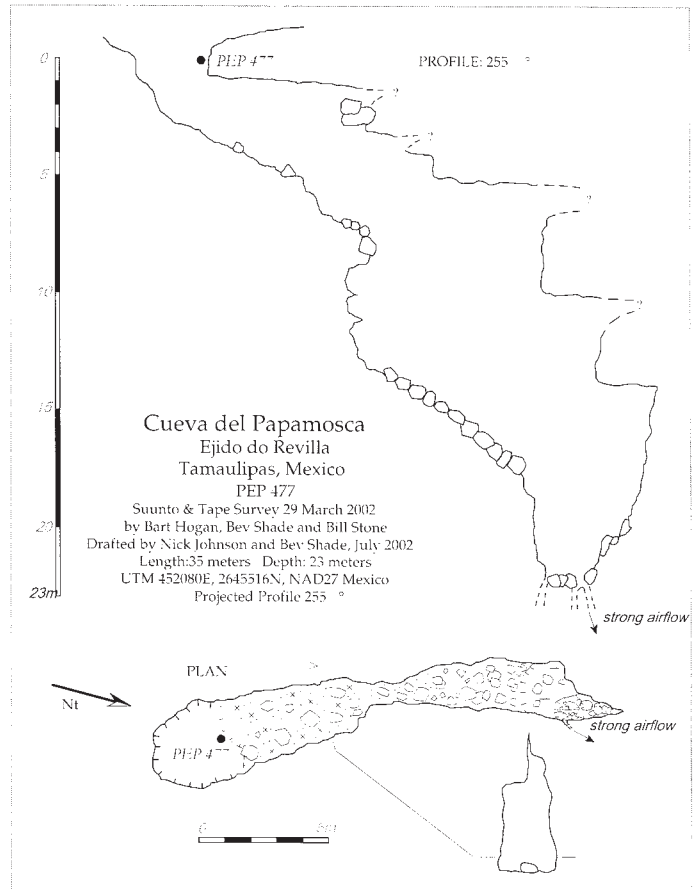 0
PEP 477
PROFILE: 255 °
?
?
?
5
10
?
15
Cueva del Papamosca
Ejido do Revilla
Tamaulipas, Mexico
PEP 477
Suunto & Tape Survey 29 March 2002
by Bart Hogan, Bev Shade and Bill Stone
Drafted by Nick Johnson and Bev Shade, July 2002
Length:35 meters Depth: 23 meters
UTM 452080E, 2645516N, NAD27 Mexico
Projected Profile 255 °
20
23m
strong airflow
PLAN
Nt
PEP 477
strong airflow
0 5m